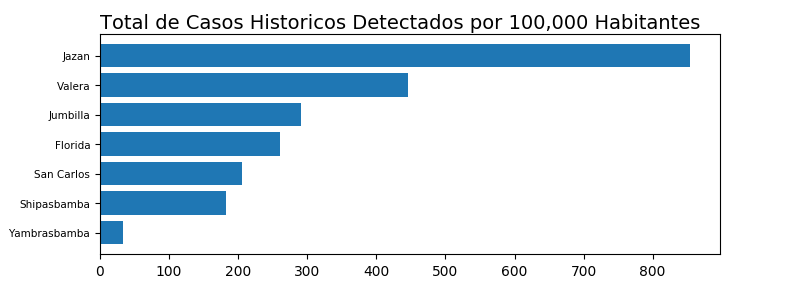 Total de Casos Historicos Detectados por 100,000 Habitantes
Jazan
Valera
Jumbilla
Florida
San Carlos
Shipasbamba
Yambrasbamba
0 100 200 300 400 500 600 700 800